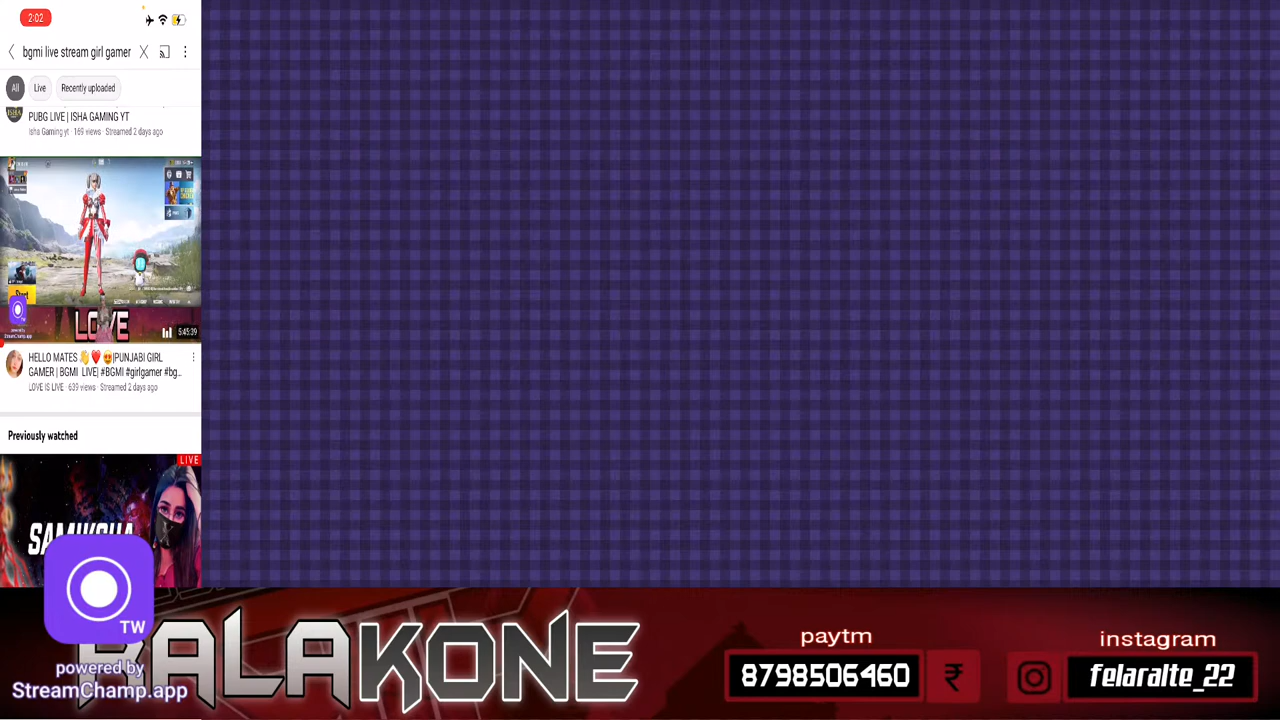 2:02
bgmi live stream girl gamer
All
Live
Recently uploaded
PUBG LIVE | ISHA GAMING YT
Isha Gaming yt · 169 views · Streamed 2 days ago
LOVE
5:45:39
HELLO MATES 👋❤️😍|PUNJABI GIRL
GAMER | BGMI LIVE| #BGMI #girlgamer #bg...
LOVE IS LIVE · 639 views · Streamed 2 days ago
Previously watched
LIVE
SAMIKSHA
TW
powered by
StreamChamp.app
KONE
paytm
8798506460
₹
instagram
felaralte_22